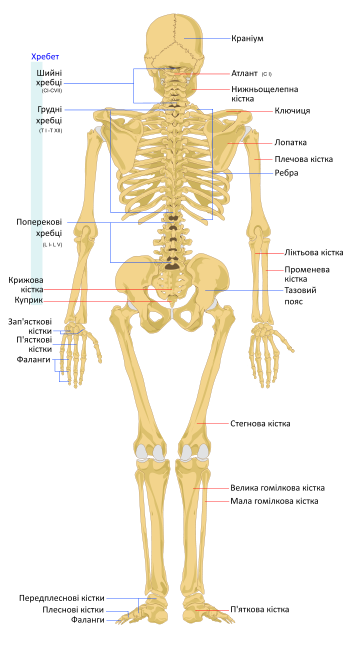 Хребет
Шийні
хребці
(CI-CVII)
Грудні
хребці
(T I -T XII)
Поперекові
хребці
(L I- L V)
Крижова
кістка
Куприк
Зап'ясткові
кістки
П'ясткові
кістки
Фаланги
Передплеснові кістки
Плеснові кістки
Фаланги
Краніум
Атлант (C I)
Нижньощелепна
кістка
Ключиця
Лопатка
Плечова кістка
Ребра
Ліктьова кістка
Променева
кістка
Тазовий
пояс
Стегнова кістка
Велика гомілкова кістка
Мала гомілкова кістка
П'яткова кістка